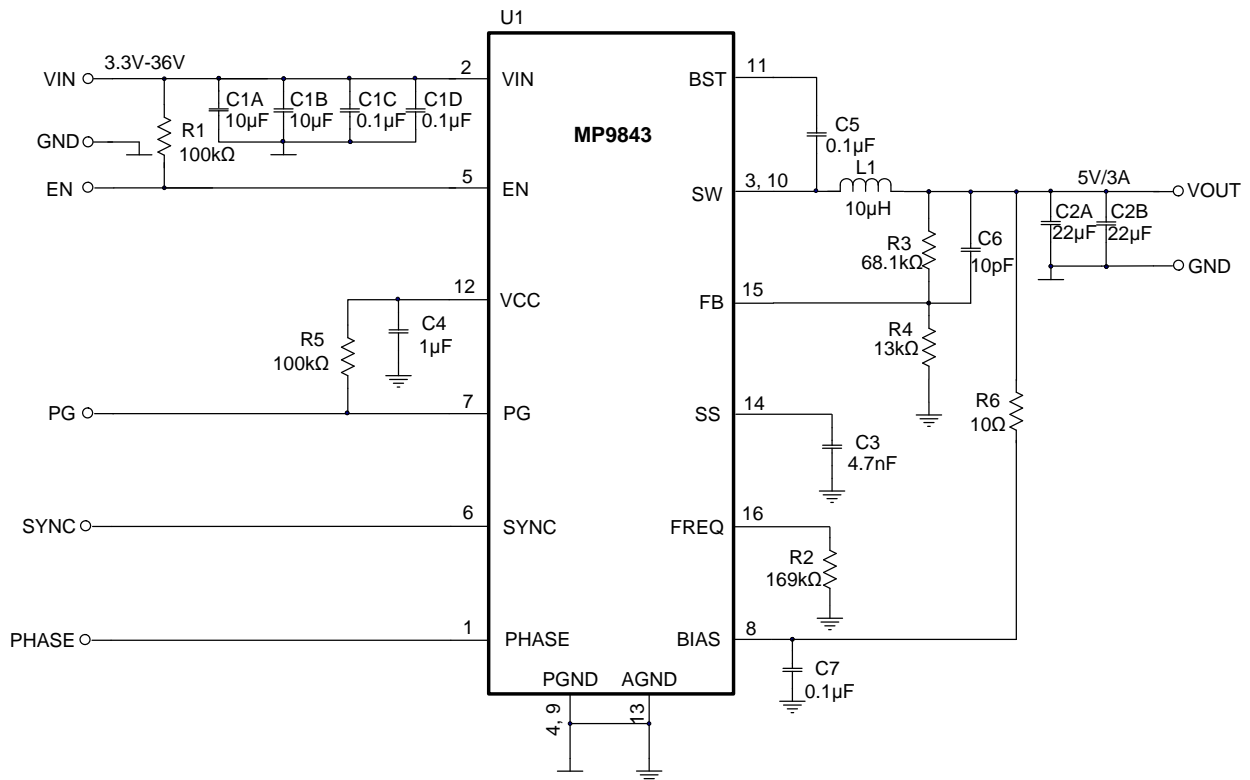 U1
MP9843
3.3V-36V
VIN
2
VIN
C1A
10µF
C1B
10µF
C1C
0.1µF
C1D
0.1µF
R1
100kΩ
GND
EN
5
EN
12
VCC
C4
1µF
R5
100kΩ
PG
7
PG
SYNC
6
SYNC
PHASE
1
PHASE
PGND
AGND
4, 9
13
BST
11
C5
0.1µF
SW
3, 10
L1
10µH
5V/3A
VOUT
C2A
22µF
C2B
22µF
GND
R3
68.1kΩ
C6
10pF
FB
15
R4
13kΩ
R6
10Ω
SS
14
C3
4.7nF
FREQ
16
R2
169kΩ
BIAS
8
C7
0.1µF